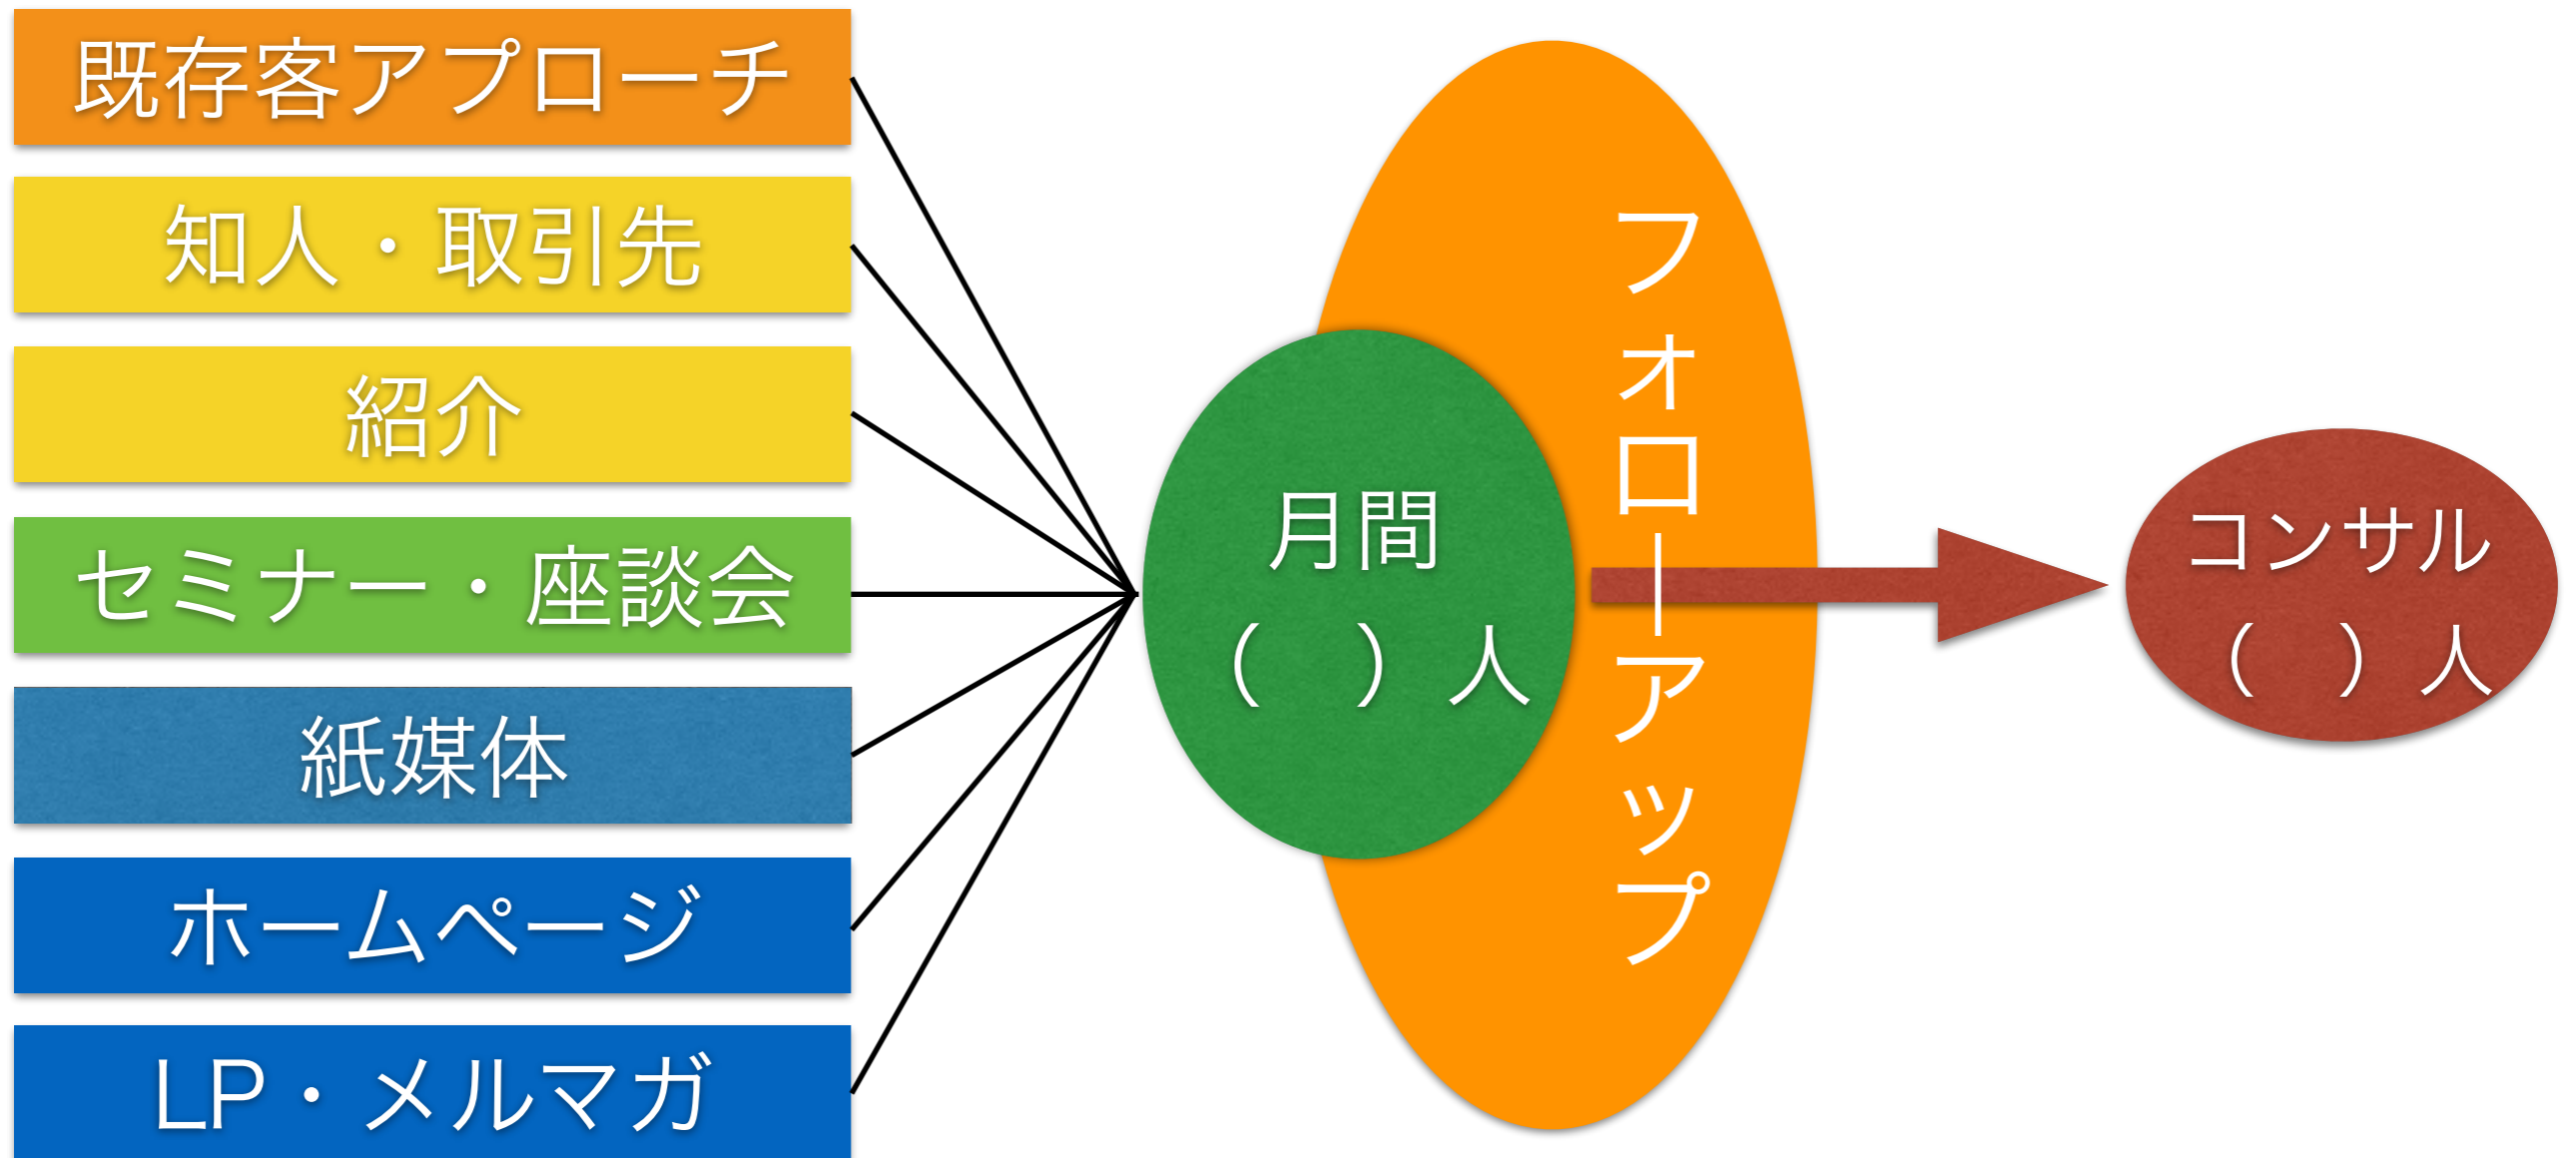 既存客アプローチ
知人・取引先
紹介
セミナー・座談会
紙媒体
ホームページ
LP・メルマガ
月間
（　）人
フォローアップ
コンサル
（　）人